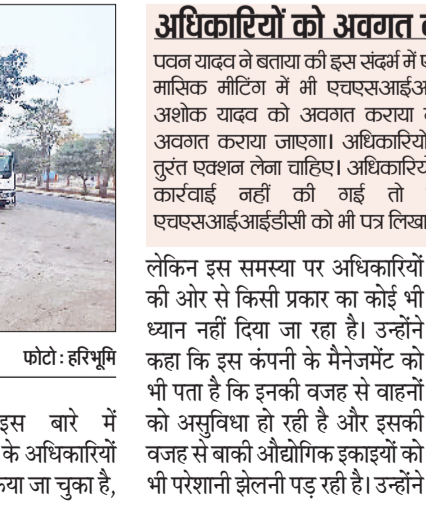 अधिकारियों को अवगत
पवन यादव ने बताया की इस संदर्भ में
मासिक मीटिंग में भी एचएसआईआ
अशोक यादव को अवगत कराया
अवगत कराया जाएगा। अधिकारियों
तुरंत एक्शन लेना चाहिए। अधिकारियों
कार्रवाई नहीं की गई तो
एचएसआईआईडीसी को भी पत्र लिखा
लेकिन इस समस्या पर अधिकारियों
की ओर से किसी प्रकार का कोई भी
ध्यान नहीं दिया जा रहा है। उन्होंने
कहा कि इस कंपनी के मैनेजमेंट को
भी पता है कि इनकी वजह से वाहनों
को असुविधा हो रही है और इसकी
वजह से बाकी औद्योगिक इकाइयों को
भी परेशानी झेलनी पड़ रही है। उन्होंने
फोटो : हरिभूमि
इस बारे में
के अधिकारियों
जा चुका है,